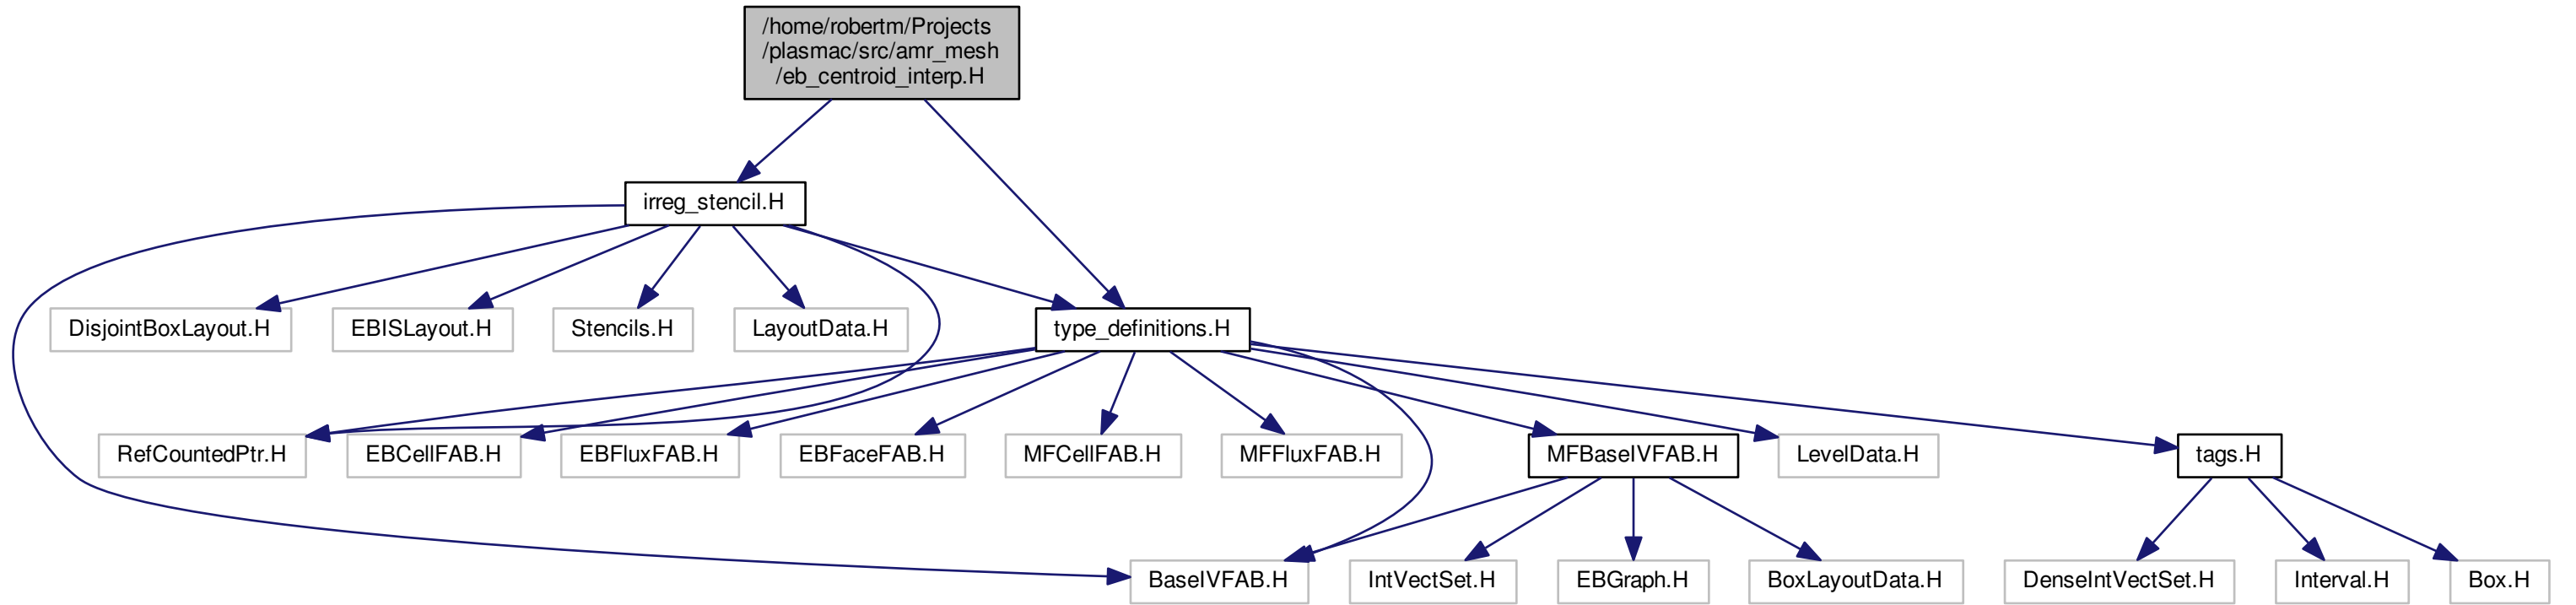 /home/robertm/Projects
/plasmac/src/amr_mesh
/eb_centroid_interp.H
irreg_stencil.H
DisjointBoxLayout.H
EBISLayout.H
Stencils.H
LayoutData.H
type_definitions.H
RefCountedPtr.H
EBCellFAB.H
EBFluxFAB.H
EBFaceFAB.H
MFCellFAB.H
MFFluxFAB.H
MFBaseIVFAB.H
LevelData.H
tags.H
BaseIVFAB.H
IntVectSet.H
EBGraph.H
BoxLayoutData.H
DenseIntVectSet.H
Interval.H
Box.H